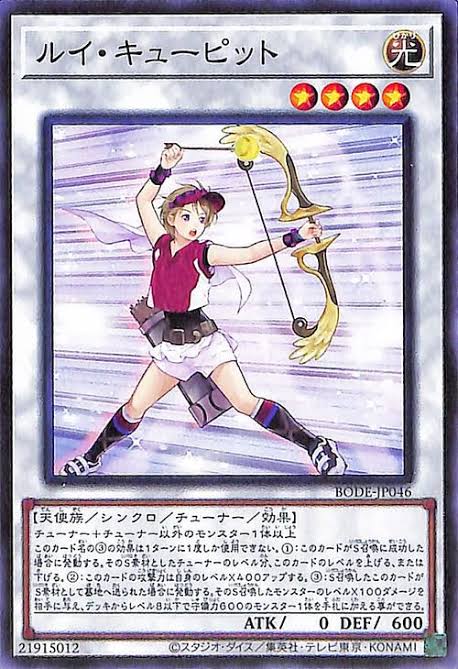 ルイ・キューピット
光
BODE-JP046
【天使族/シンクロ/チューナー/効果】
チューナー+チューナー以外のモンスター1体以上
このカード名の③の効果は1ターンに1度しか使用できない。①:このカードがS召喚に成功した
場合に発動する。そのS素材としたチューナーのレベル分、このカードのレベルを上げる、または
下げる。②:このカードの攻撃力は自身のレベル×400アップする。③:S召喚したこのカード
がS素材として墓地へ送られた場合に発動できる。そのS召喚したモンスターのレベル×100ダメージを
相手に与え、デッキからレベル8以下で守備力600のモンスター1体を手札に加える事ができる。
ATK/ 0 DEF/ 600
21915012
©スタジオ・ダイス/集英社・テレビ東京・KONAMI